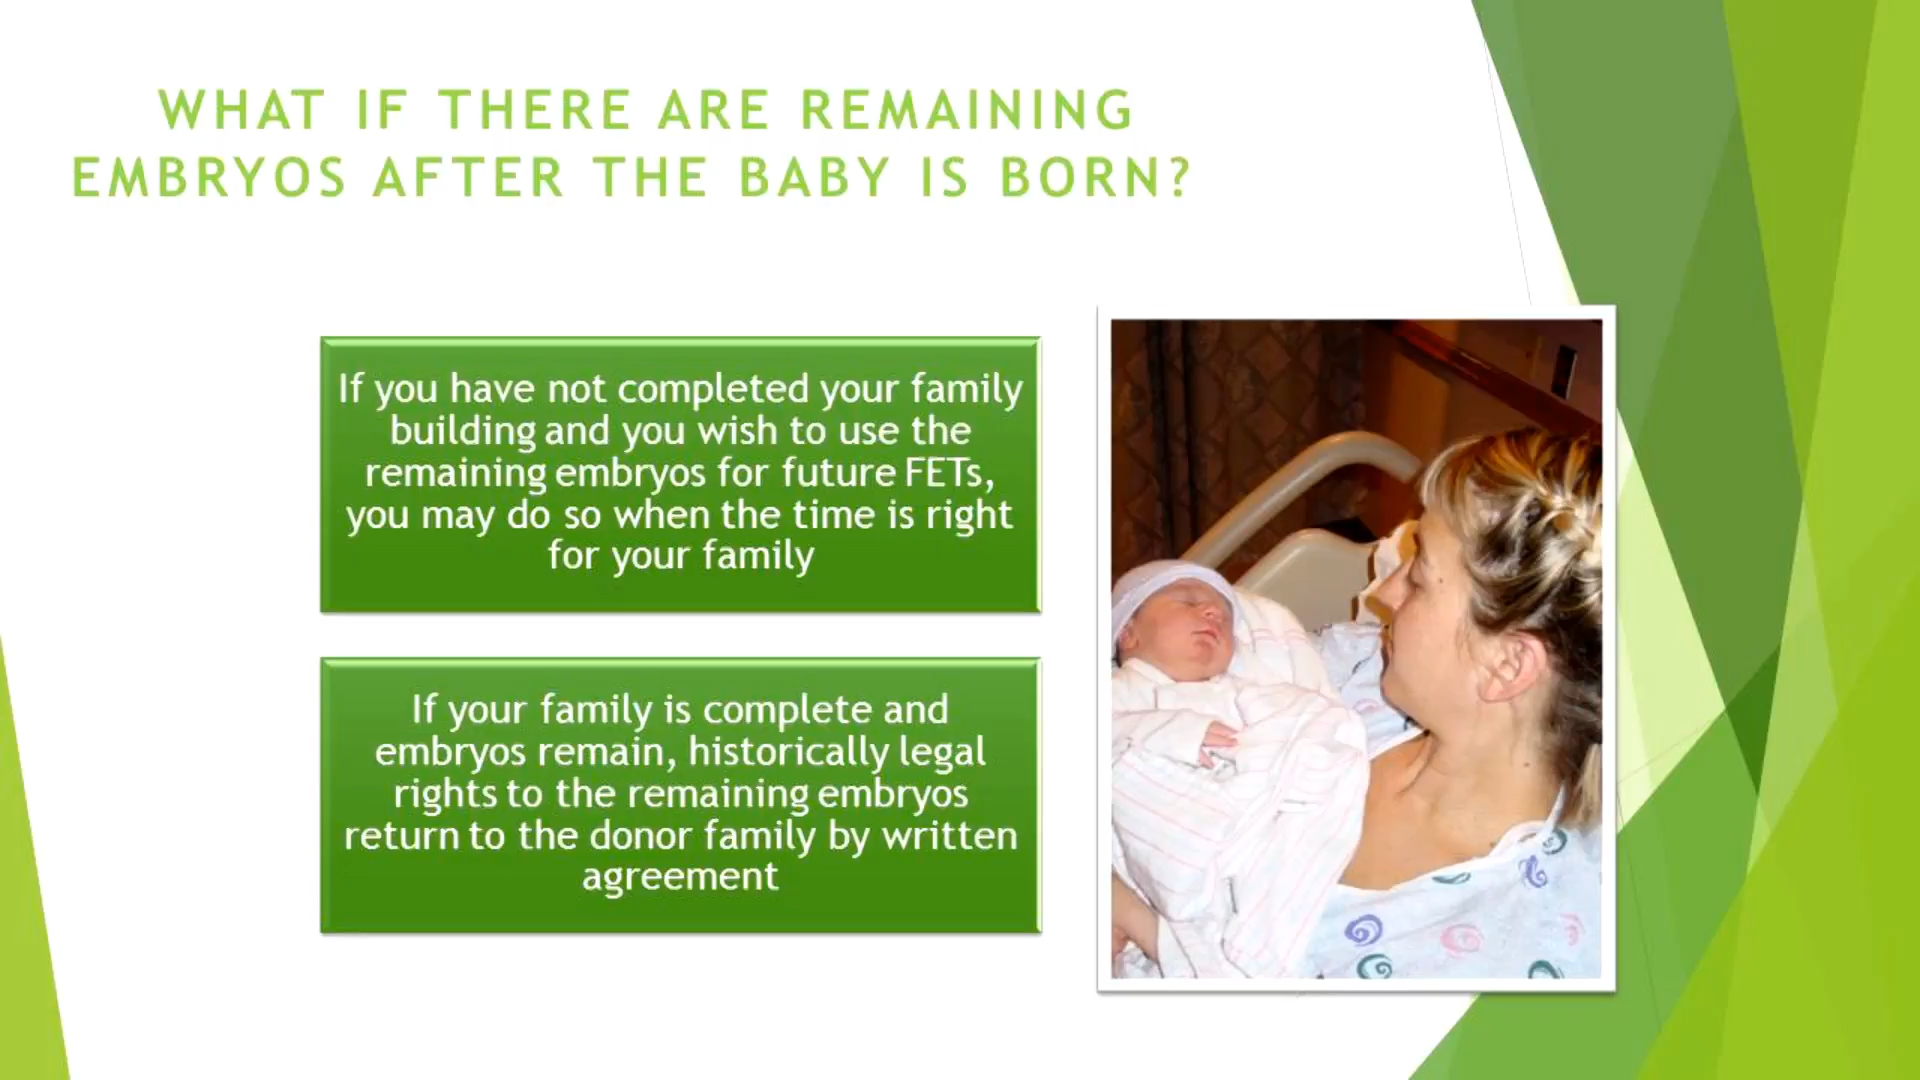 WHAT IF THERE ARE REMAINING
EMBRYOS AFTER THE BABY IS BORN?
If you have not completed your family
building and you wish to use the
remaining embryos for future FETs,
you may do so when the time is right
for your family
If your family is complete and
embryos remain, historically legal
rights to the remaining embryos
return to the donor family by written
agreement